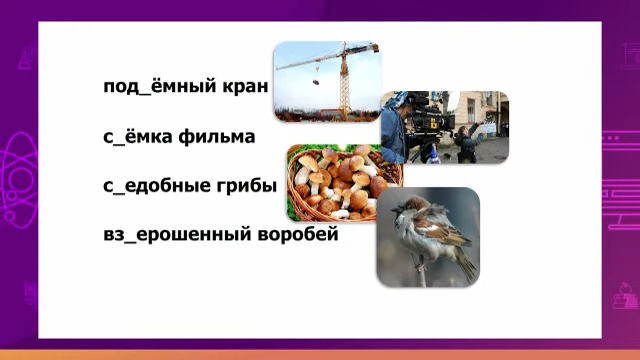 под_ёмный кран
с_ёмка фильма
с_едобные грибы
вз_ерошенный воробей